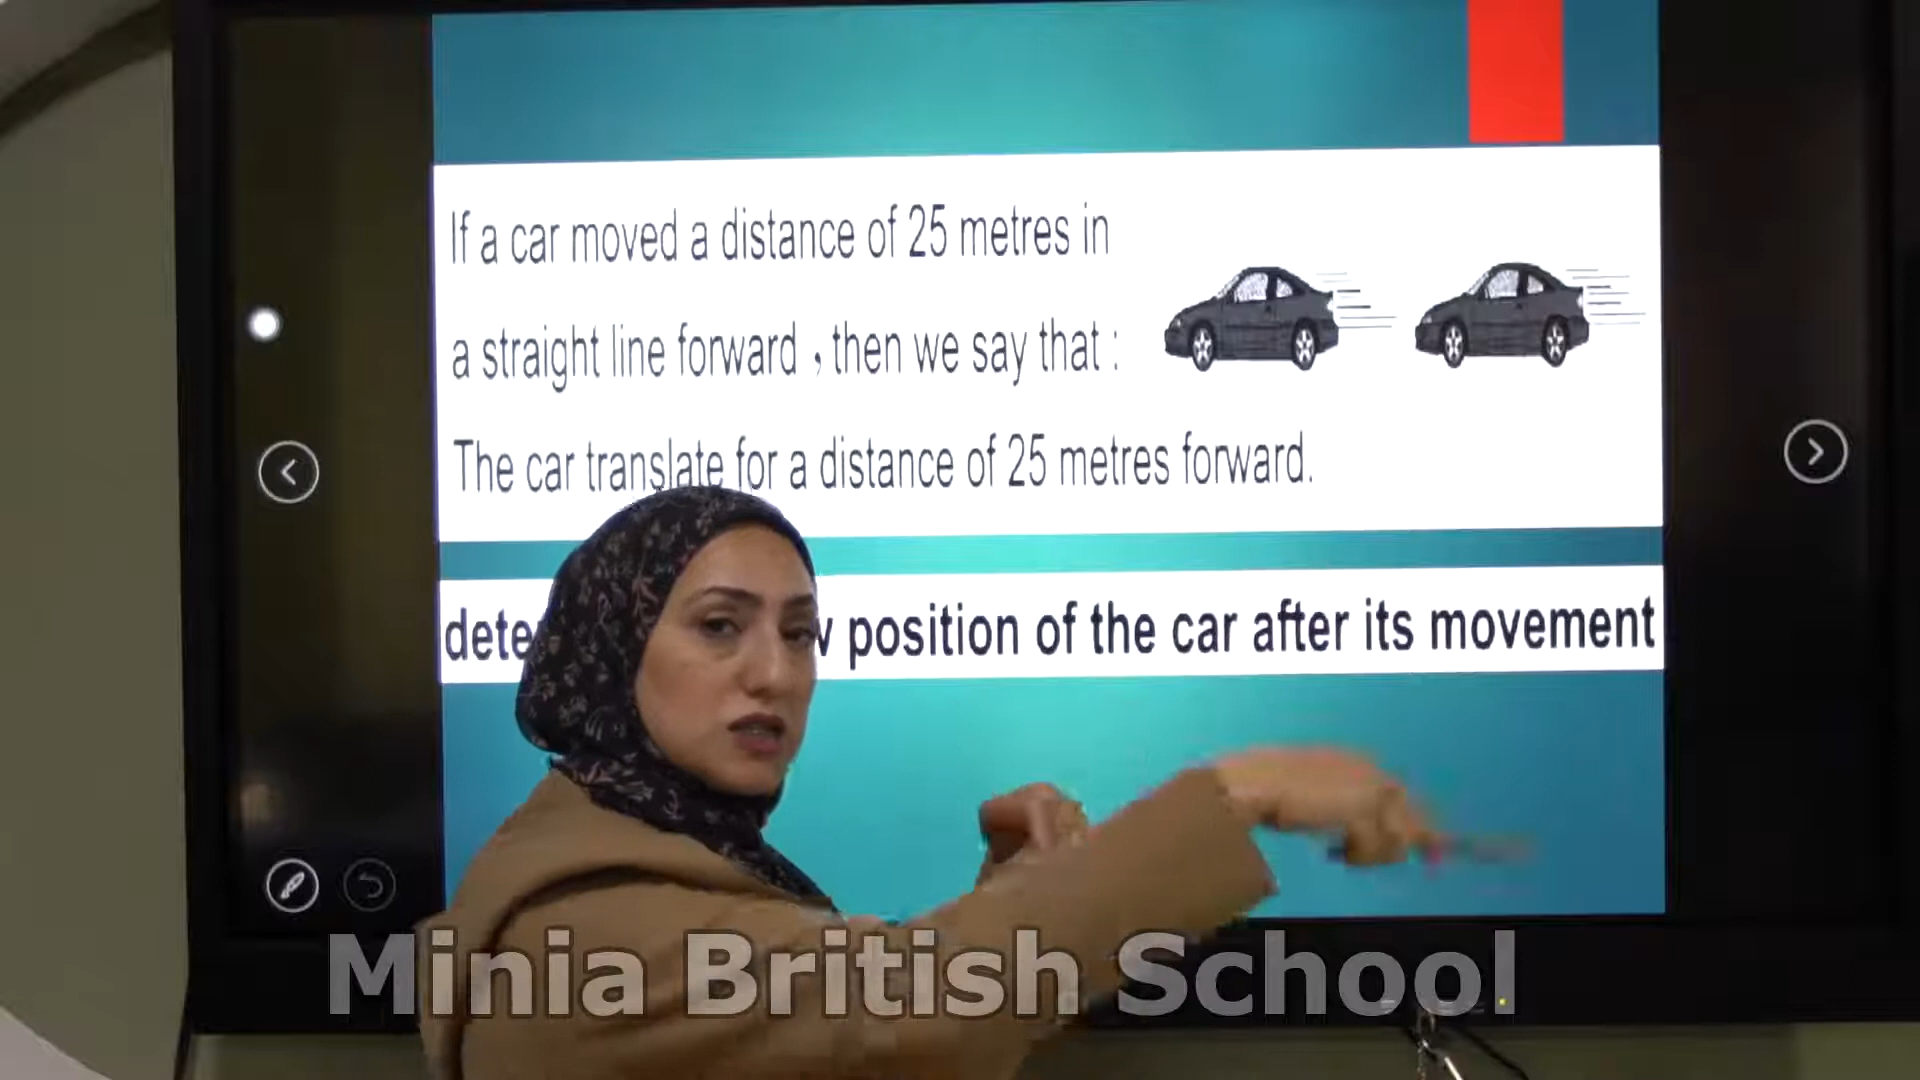 If a car moved a distance of 25 metres in
a straight line forward , then we say that :
The car translate for a distance of 25 metres forward.
position of the car after its movement
Minia British School